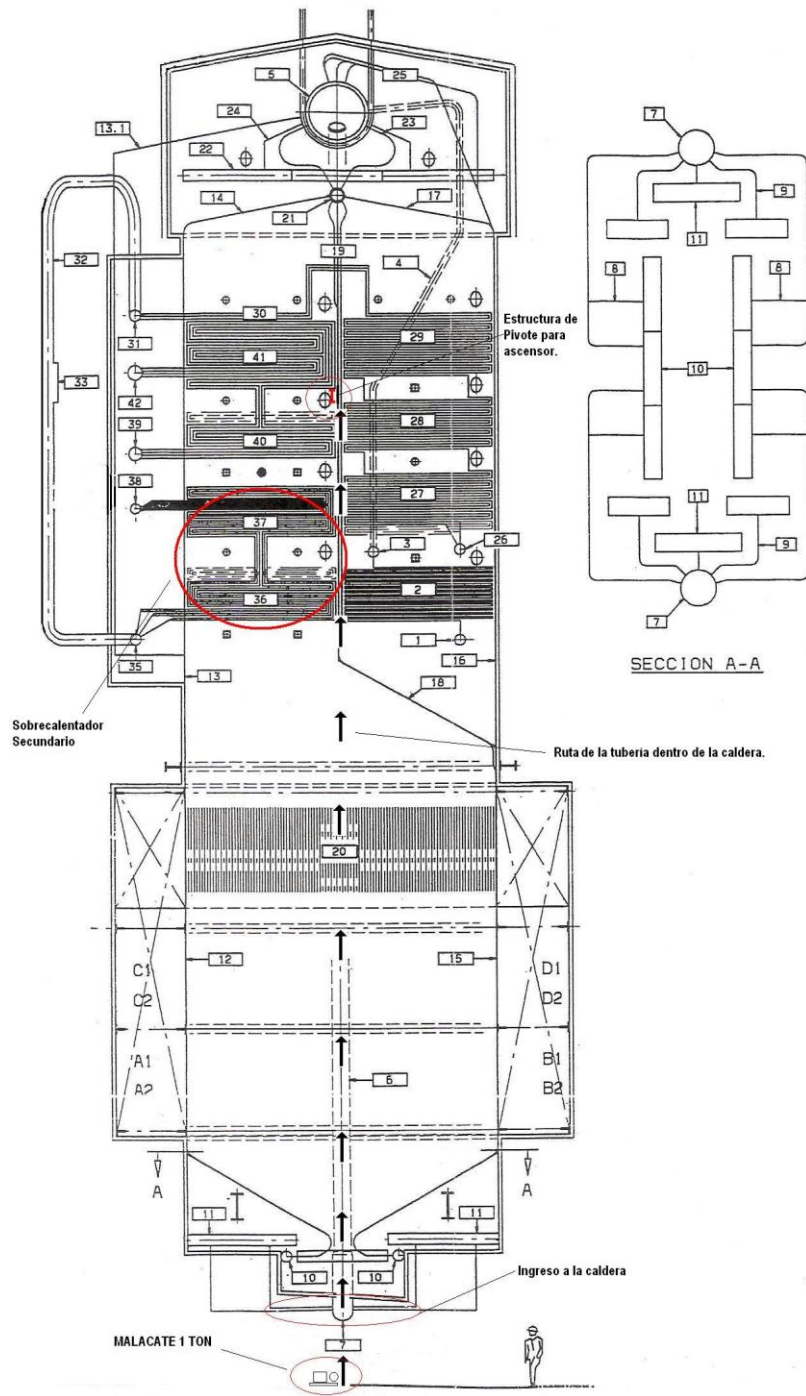 5
25
24
13.1
23
22
14
17
21
19
32
4
30
29
31
41
33
42
28
39
40
38
27
37
3
26
2
36
1
35
16
13
18
20
12
15
C1
C2
D1
D2
A1
A2
B1
B2
6
A
A
11
11
10
10
7
Estructura de
Pivote para
ascensor.
Sobrecalentador
Secundario
Ruta de la tubería dentro de la caldera.
Ingreso a la caldera
MALACATE 1 TON
7
9
11
8
8
10
11
9
7
SECCION A-A